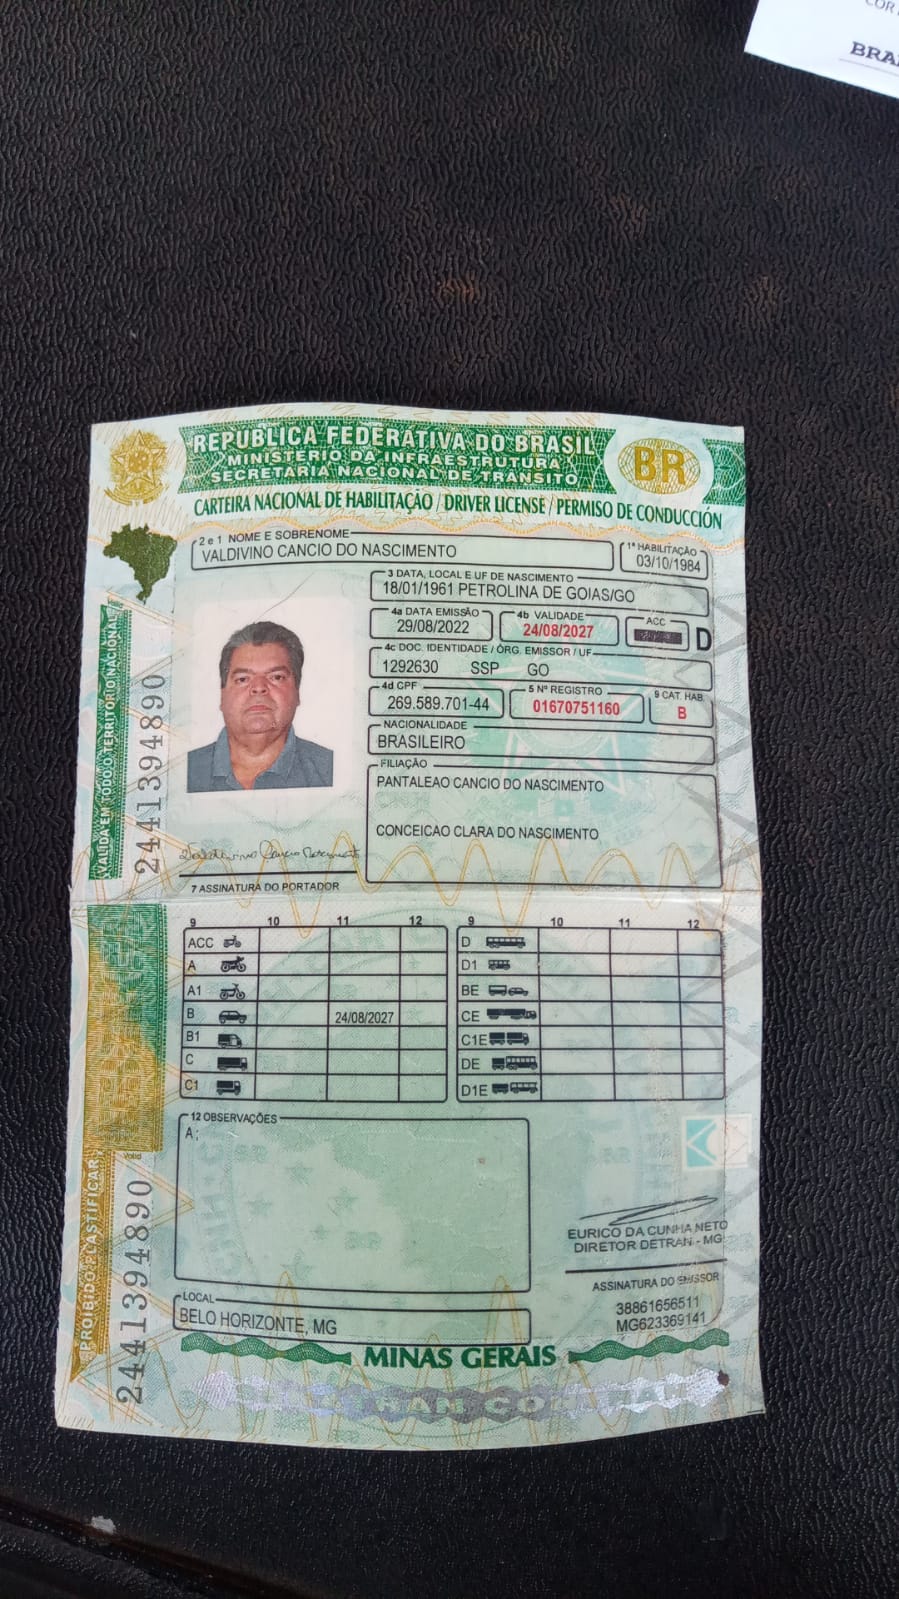 COR
BRA
REPÚBLICA FEDERATIVA DO BRASIL
MINISTÉRIO DA INFRAESTRUTURA
SECRETARIA NACIONAL DE TRÂNSITO
BR
CARTEIRA NACIONAL DE HABILITAÇÃO / DRIVER LICENSE / PERMISO DE CONDUCCIÓN
2 e 1 NOME E SOBRENOME
VALDIVINO CANCIO DO NASCIMENTO
1ª HABILITAÇÃO
03/10/1984
3 DATA, LOCAL E UF DE NASCIMENTO
18/01/1961 PETROLINA DE GOIAS/GO
4a DATA EMISSÃO
29/08/2022
4b VALIDADE
24/08/2027
ACC
D
4c DOC. IDENTIDADE / ÓRG. EMISSOR / UF
1292630 SSP GO
4d CPF
269.589.701-44
5 Nº REGISTRO
01670751160
9 CAT. HAB.
B
NACIONALIDADE
BRASILEIRO
FILIAÇÃO
PANTALEAO CANCIO DO NASCIMENTO
CONCEICAO CLARA DO NASCIMENTO
VÁLIDA EM TODO O TERRITÓRIO NACIONAL
2441394890
Valdivino Cancio Nascimento
7 ASSINATURA DO PORTADOR
9 10 11 12
ACC
A
A1
B 24/08/2027
B1
C
C1
9 10 11 12
D
D1
BE
CE
C1E
DE
D1E
12 OBSERVAÇÕES
A;
PROIBIDO PLASTIFICAR
2441394890
EURICO DA CUNHA NETO
DIRETOR DETRAN - MG
ASSINATURA DO EMISSOR
38861656511
MG623369141
LOCAL
BELO HORIZONTE, MG
MINAS GERAIS